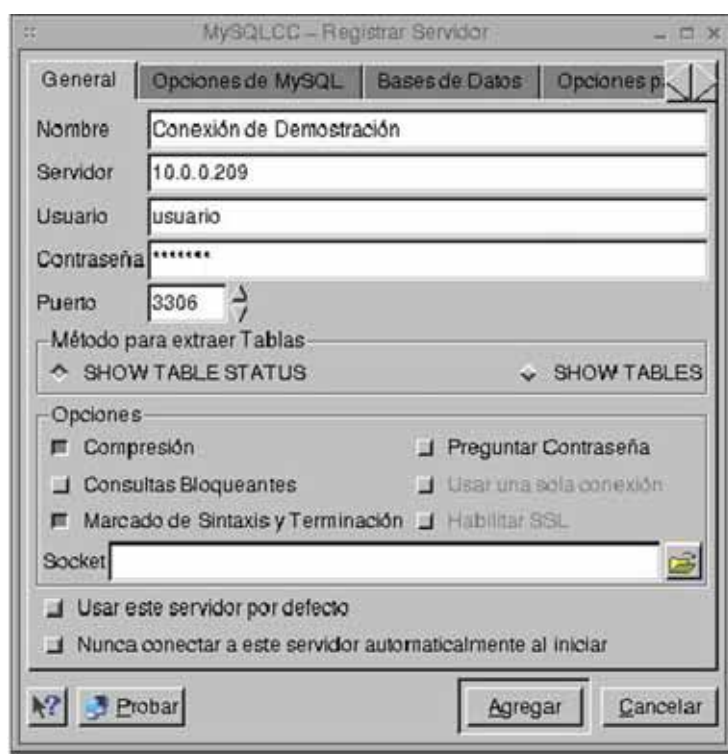 MySQLCC – Registrar Servidor
General Opciones de MySQL Bases de Datos Opciones p
Nombre Conexión de Demostración
Servidor 10.0.0.209
Usuario usuario
Contraseña *******
Puerto 3306
Método para extraer Tablas
SHOW TABLE STATUS SHOW TABLES
Opciones
Compresión Preguntar Contraseña
Consultas Bloqueantes Usar una sola conexión
Marcado de Sintaxis y Terminación Habilitar SSL
Socket
Usar este servidor por defecto
Nunca conectar a este servidor automaticalmente al iniciar
Probar Agregar Cancelar